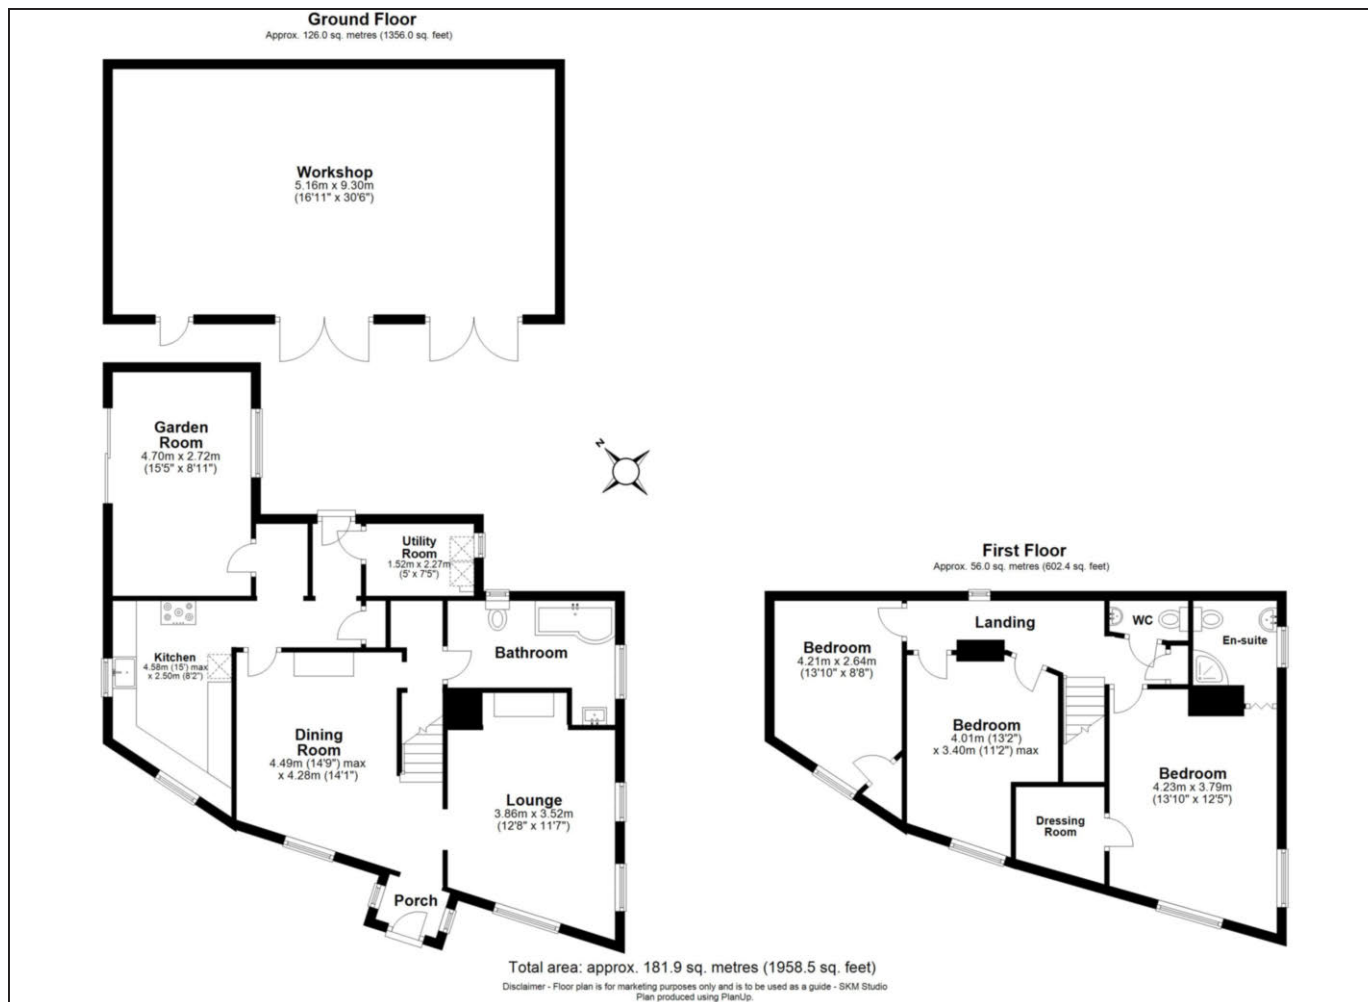 Ground Floor
Approx. 126.0 sq. metres (1356.0 sq. feet)
Workshop
5.16m x 9.30m
(16'11" x 30'6")
Garden
Room
4.70m x 2.72m
(15'5" x 8'11")
N
Utility
Room
1.52m x 2.27m
(5' x 7'5")
Kitchen
4.58m (15') max
x 2.50m (8'2")
Bathroom
Dining
Room
4.49m (14'9") max
x 4.28m (14'1")
Lounge
3.86m x 3.52m
(12'8" x 11'7")
Porch
First Floor
Approx. 56.0 sq. metres (602.4 sq. feet)
Landing
WC
En-suite
Bedroom
4.21m x 2.64m
(13'10" x 8'8")
Bedroom
4.01m (13'2")
x 3.40m (11'2") max
Bedroom
4.23m x 3.79m
(13'10" x 12'5")
Dressing
Room
Total area: approx. 181.9 sq. metres (1958.5 sq. feet)
Disclaimer - Floor plan is for marketing purposes only and is to be used as a guide - SKM Studio
Plan produced using PlanUp.